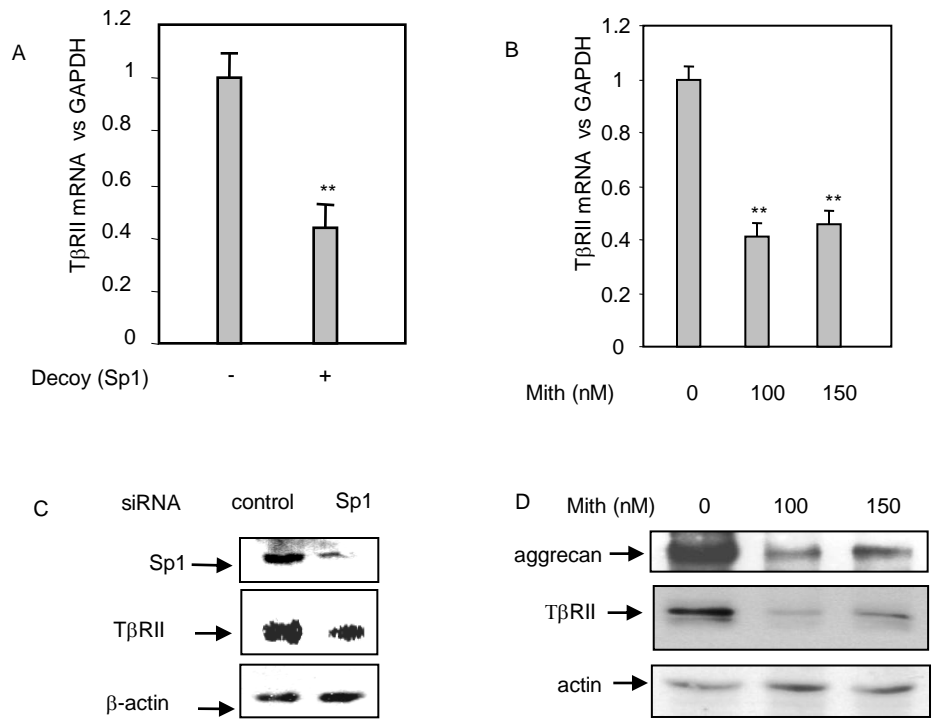 A
TβRII mRNA vs GAPDH
1.2
1
0.8
0.6
0.4
0.2
0
**
Decoy (Sp1) - +
B
TβRII mRNA vs GAPDH
1.2
1
0.8
0.6
0.4
0.2
0
** **
Mith (nM) 0 100 150
C siRNA control Sp1
Sp1
TβRII
β-actin
D Mith (nM) 0 100 150
aggrecan
TβRII
actin